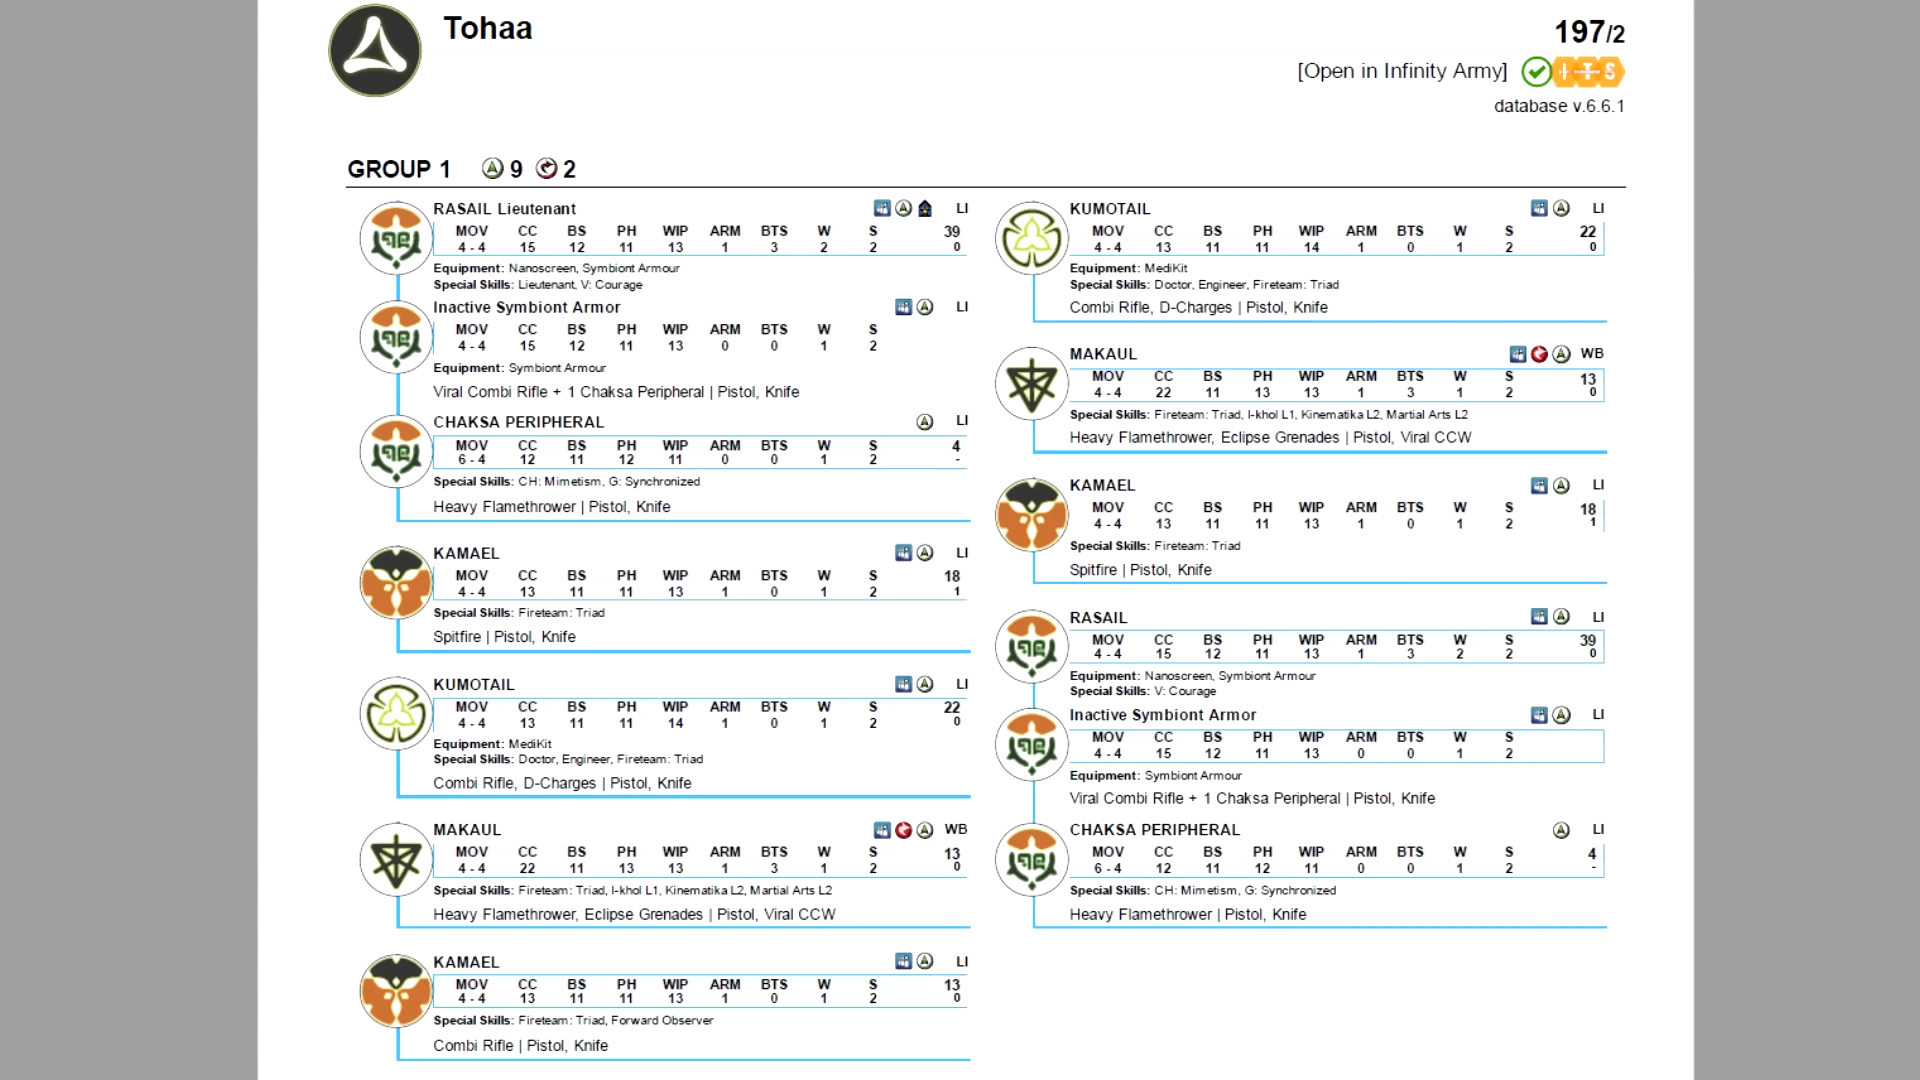 Tohaa
197/2
[Open in Infinity Army] ITS
database v.6.6.1
GROUP 1 9 2
RASAIL Lieutenant LI
MOV CC BS PH WIP ARM BTS W S 39
4 - 4 15 12 11 13 1 3 2 2 0
Equipment: Nanoscreen, Symbiont Armour
Special Skills: Lieutenant, V: Courage
Inactive Symbiont Armor LI
MOV CC BS PH WIP ARM BTS W S
4 - 4 15 12 11 13 0 0 1 2
Equipment: Symbiont Armour
Viral Combi Rifle + 1 Chaksa Peripheral | Pistol, Knife
CHAKSA PERIPHERAL LI
MOV CC BS PH WIP ARM BTS W S 4
6 - 4 12 11 12 11 0 0 1 2 -
Special Skills: CH: Mimetism, G: Synchronized
Heavy Flamethrower | Pistol, Knife
KAMAEL LI
MOV CC BS PH WIP ARM BTS W S 18
4 - 4 13 11 11 13 1 0 1 2 1
Special Skills: Fireteam: Triad
Spitfire | Pistol, Knife
KUMOTAIL LI
MOV CC BS PH WIP ARM BTS W S 22
4 - 4 13 11 11 14 1 0 1 2 0
Equipment: MediKit
Special Skills: Doctor, Engineer, Fireteam: Triad
Combi Rifle, D-Charges | Pistol, Knife
MAKAUL WB
MOV CC BS PH WIP ARM BTS W S 13
4 - 4 22 11 13 13 1 3 1 2 0
Special Skills: Fireteam: Triad, I-khol L1, Kinematika L2, Martial Arts L2
Heavy Flamethrower, Eclipse Grenades | Pistol, Viral CCW
KAMAEL LI
MOV CC BS PH WIP ARM BTS W S 13
4 - 4 13 11 11 13 1 0 1 2 0
Special Skills: Fireteam: Triad, Forward Observer
Combi Rifle | Pistol, Knife
KUMOTAIL LI
MOV CC BS PH WIP ARM BTS W S 22
4 - 4 13 11 11 14 1 0 1 2 0
Equipment: MediKit
Special Skills: Doctor, Engineer, Fireteam: Triad
Combi Rifle, D-Charges | Pistol, Knife
MAKAUL WB
MOV CC BS PH WIP ARM BTS W S 13
4 - 4 22 11 13 13 1 3 1 2 0
Special Skills: Fireteam: Triad, I-khol L1, Kinematika L2, Martial Arts L2
Heavy Flamethrower, Eclipse Grenades | Pistol, Viral CCW
KAMAEL LI
MOV CC BS PH WIP ARM BTS W S 18
4 - 4 13 11 11 13 1 0 1 2 1
Special Skills: Fireteam: Triad
Spitfire | Pistol, Knife
RASAIL LI
MOV CC BS PH WIP ARM BTS W S 39
4 - 4 15 12 11 13 1 3 2 2 0
Equipment: Nanoscreen, Symbiont Armour
Special Skills: V: Courage
Inactive Symbiont Armor LI
MOV CC BS PH WIP ARM BTS W S
4 - 4 15 12 11 13 0 0 1 2
Equipment: Symbiont Armour
Viral Combi Rifle + 1 Chaksa Peripheral | Pistol, Knife
CHAKSA PERIPHERAL LI
MOV CC BS PH WIP ARM BTS W S 4
6 - 4 12 11 12 11 0 0 1 2 -
Special Skills: CH: Mimetism, G: Synchronized
Heavy Flamethrower | Pistol, Knife